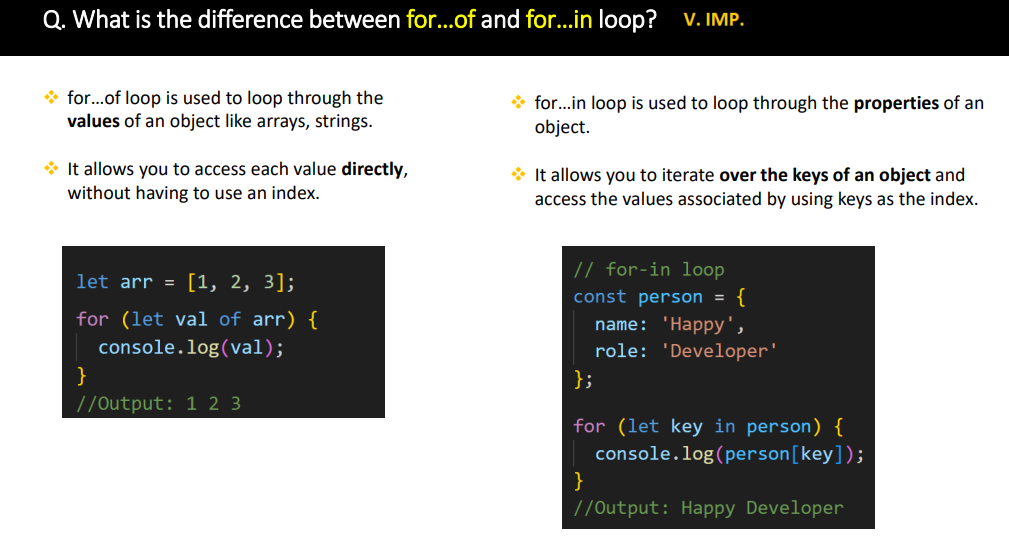 Q. What is the difference between for...of and for...in loop? V. IMP.
for...of loop is used to loop through the
values of an object like arrays, strings.
It allows you to access each value directly,
without having to use an index.
let arr = [1, 2, 3];
for (let val of arr) {
console.log(val);
}
//Output: 1 2 3
for...in loop is used to loop through the properties of an
object.
It allows you to iterate over the keys of an object and
access the values associated by using keys as the index.
// for-in loop
const person = {
name: 'Happy',
role: 'Developer'
};
for (let key in person) {
console.log(person[key]);
}
//Output: Happy Developer